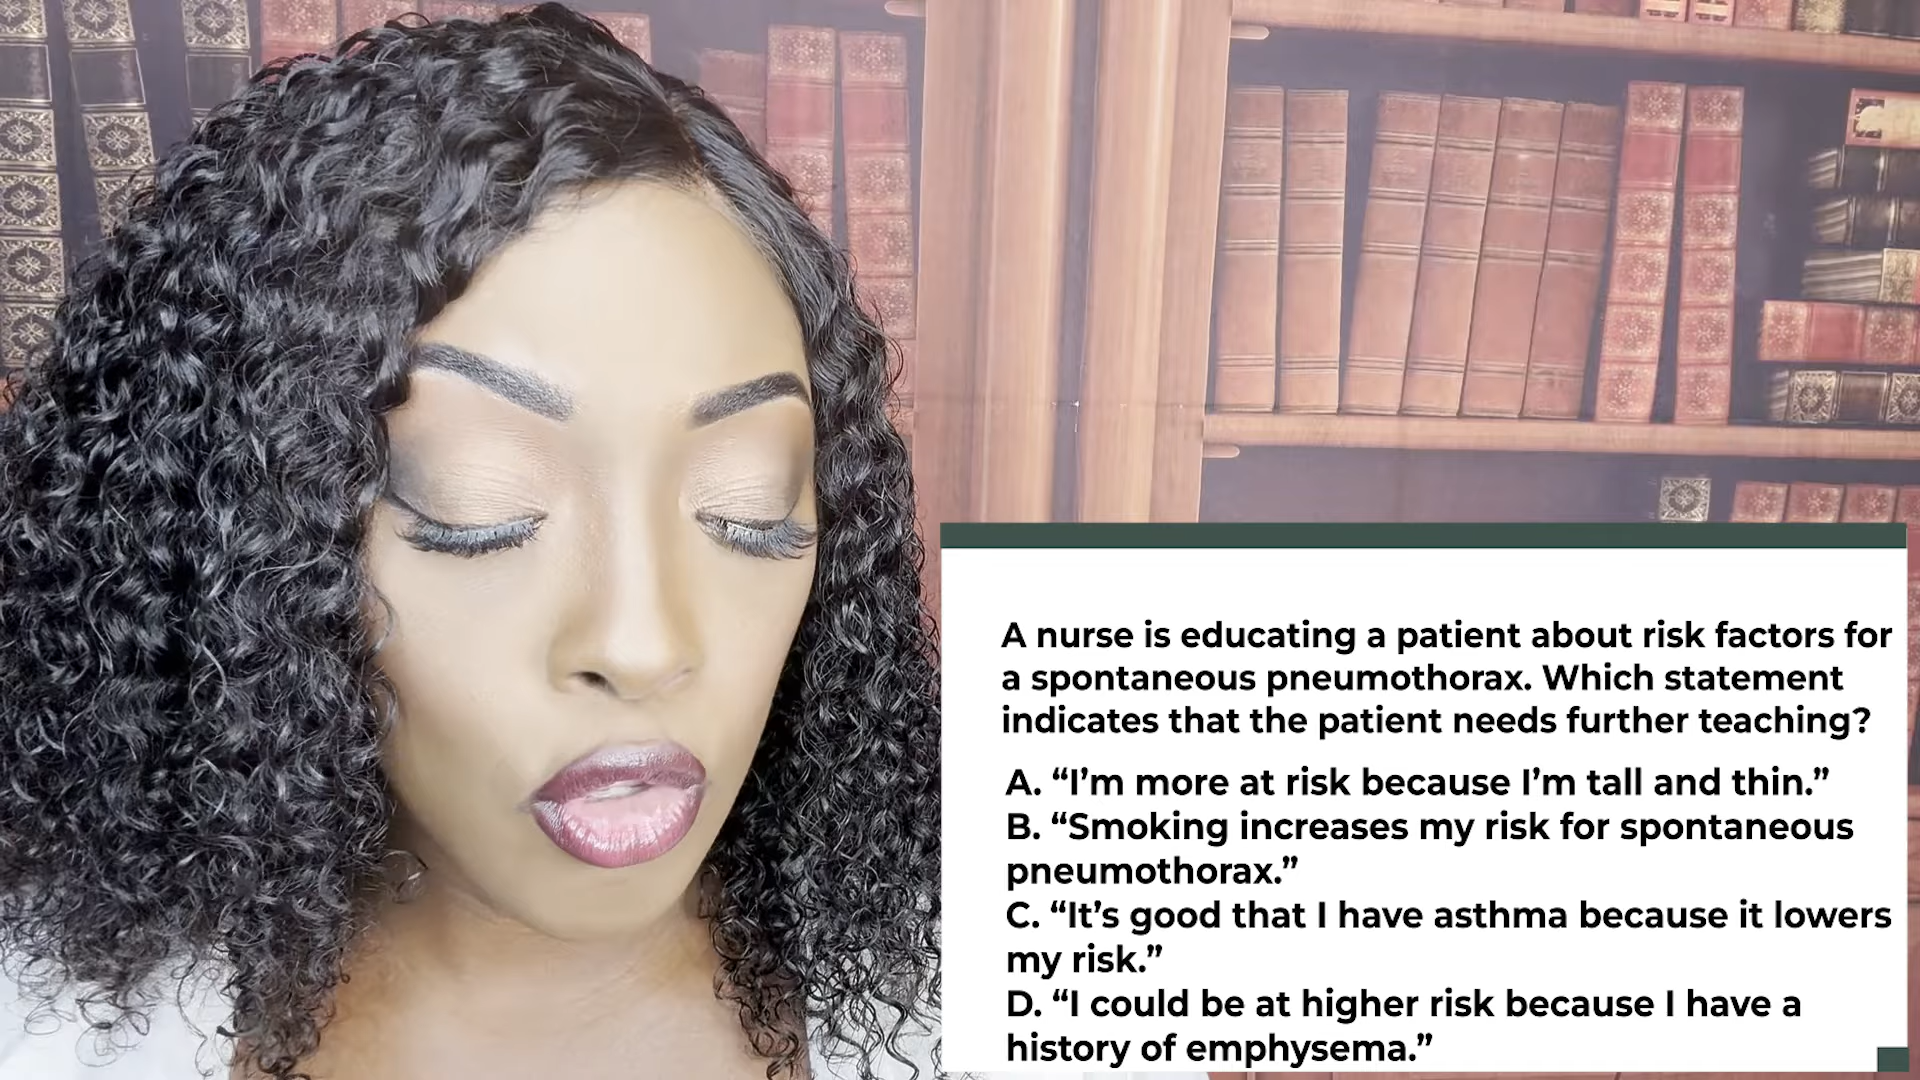 A nurse is educating a patient about risk factors for
a spontaneous pneumothorax. Which statement
indicates that the patient needs further teaching?
A. “I’m more at risk because I’m tall and thin.”
B. “Smoking increases my risk for spontaneous
pneumothorax.”
C. “It’s good that I have asthma because it lowers
my risk.”
D. “I could be at higher risk because I have a
history of emphysema.”